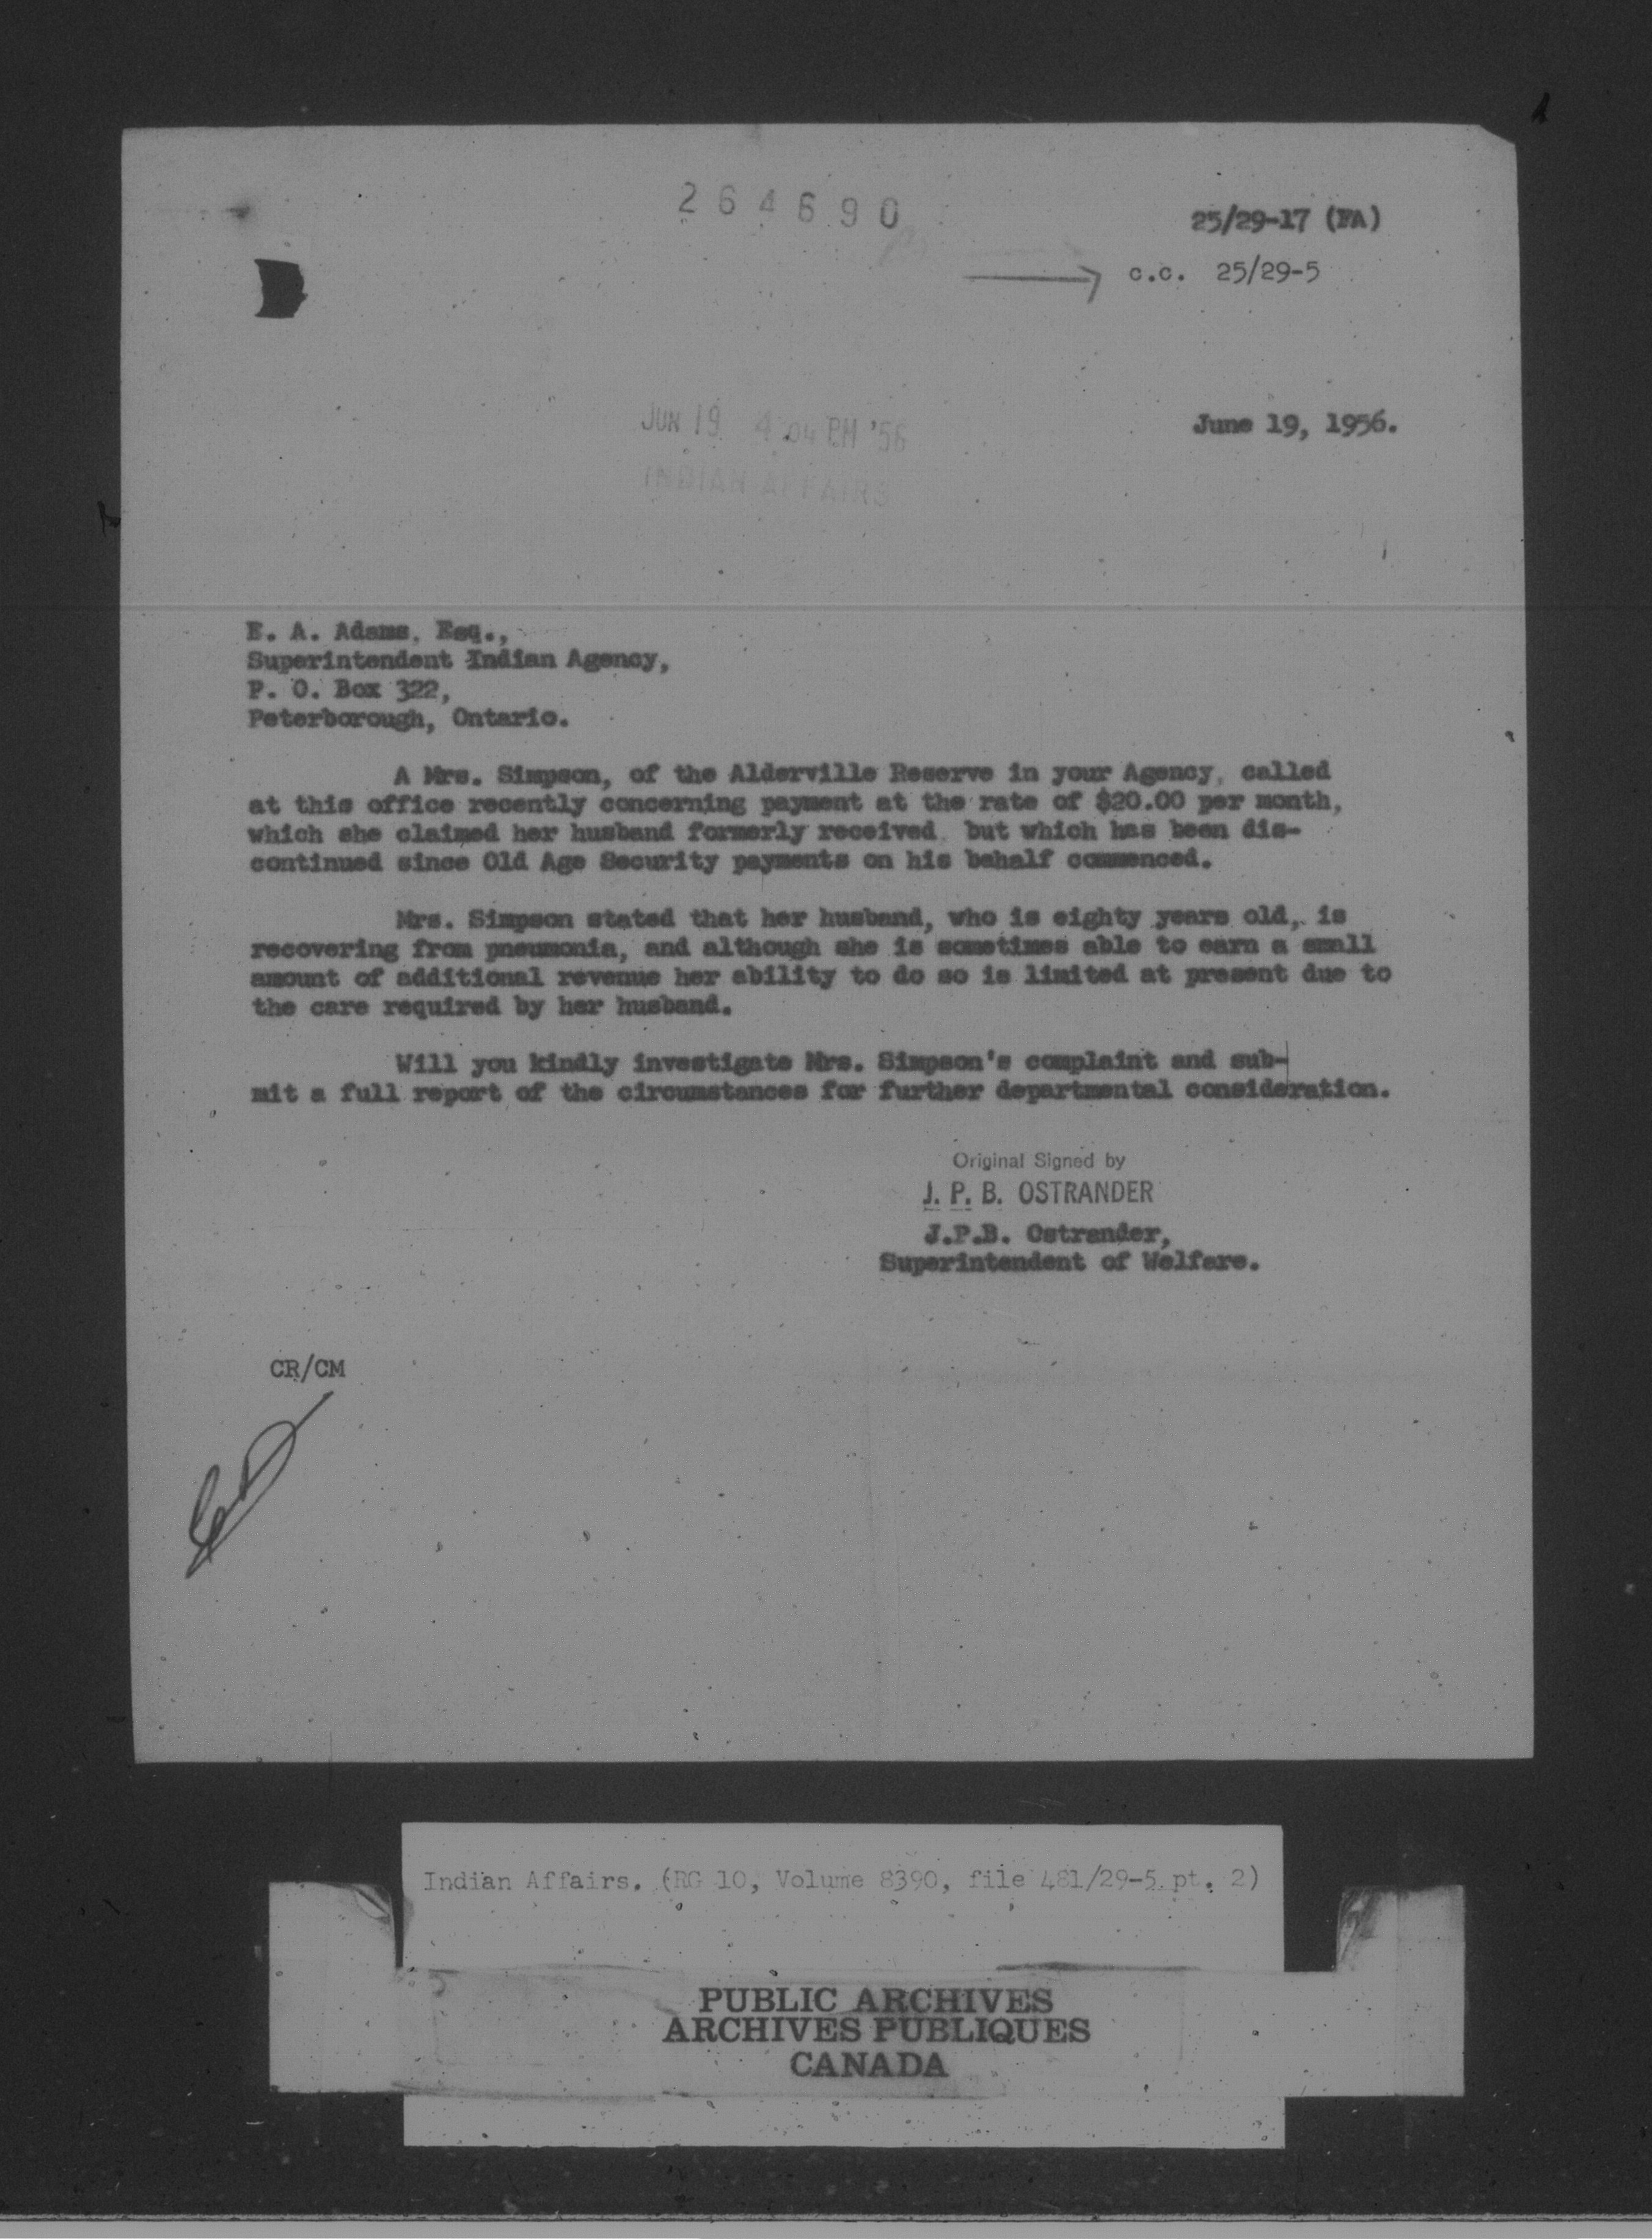 264690
25/29-17 (FA)
c.c. 25/29-5
JUN 19 4 04 PM '56
INDIAN AFFAIRS
June 19, 1956.
E. A. Adams, Esq.,
Superintendent Indian Agency,
P. O. Box 322,
Peterborough, Ontario.
A Mrs. Simpson, of the Alderville Reserve in your Agency, called
at this office recently concerning payment at the rate of $20.00 per month,
which she claimed her husband formerly received but which has been dis-
continued since Old Age Security payments on his behalf commenced.
Mrs. Simpson stated that her husband, who is eighty years old, is
recovering from pneumonia, and although she is sometimes able to earn a small
amount of additional revenue her ability to do so is limited at present due to
the care required by her husband.
Will you kindly investigate Mrs. Simpson's complaint and sub-
mit a full report of the circumstances for further departmental consideration.
Original Signed by
J. P. B. OSTRANDER
J.P.B. Ostrander,
Superintendent of Welfare.
CR/CM
Indian Affairs. (RG 10, Volume 8390, file 481/29-5 pt. 2)
PUBLIC ARCHIVES
ARCHIVES PUBLIQUES
CANADA